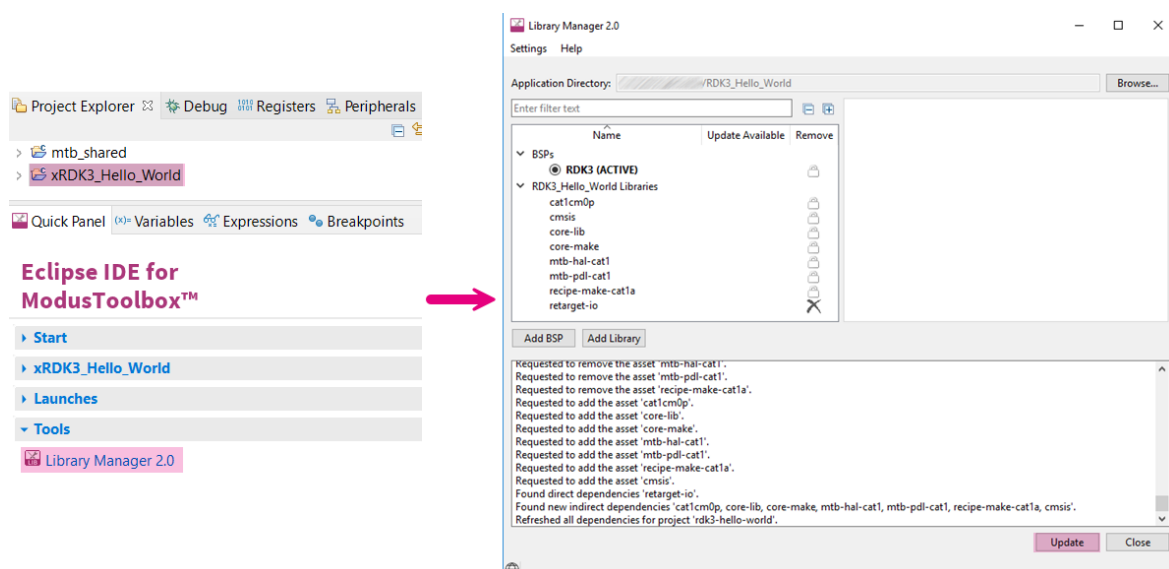 Project Explorer Debug Registers Peripherals
mtb_shared
xRDK3_Hello_World
Quick Panel (x)= Variables Expressions Breakpoints
Eclipse IDE for
ModusToolbox™
Start
xRDK3_Hello_World
Launches
Tools
Library Manager 2.0
Library Manager 2.0
Settings Help
Application Directory: /RDK3_Hello_World Browse...
Enter filter text
Name Update Available Remove
BSPs
RDK3 (ACTIVE)
RDK3_Hello_World Libraries
cat1cm0p
cmsis
core-lib
core-make
mtb-hal-cat1
mtb-pdl-cat1
recipe-make-cat1a
retarget-io
Add BSP Add Library
Requested to remove the asset 'mtb-hal-cat1'.
Requested to remove the asset 'mtb-pdl-cat1'.
Requested to remove the asset 'recipe-make-cat1a'.
Requested to add the asset 'cat1cm0p'.
Requested to add the asset 'core-lib'.
Requested to add the asset 'core-make'.
Requested to add the asset 'mtb-hal-cat1'.
Requested to add the asset 'mtb-pdl-cat1'.
Requested to add the asset 'recipe-make-cat1a'.
Requested to add the asset 'cmsis'.
Found direct dependencies 'retarget-io'.
Found new indirect dependencies 'cat1cm0p, core-lib, core-make, mtb-hal-cat1, mtb-pdl-cat1, recipe-make-cat1a, cmsis'.
Refreshed all dependencies for project 'rdk3-hello-world'.
Update Close